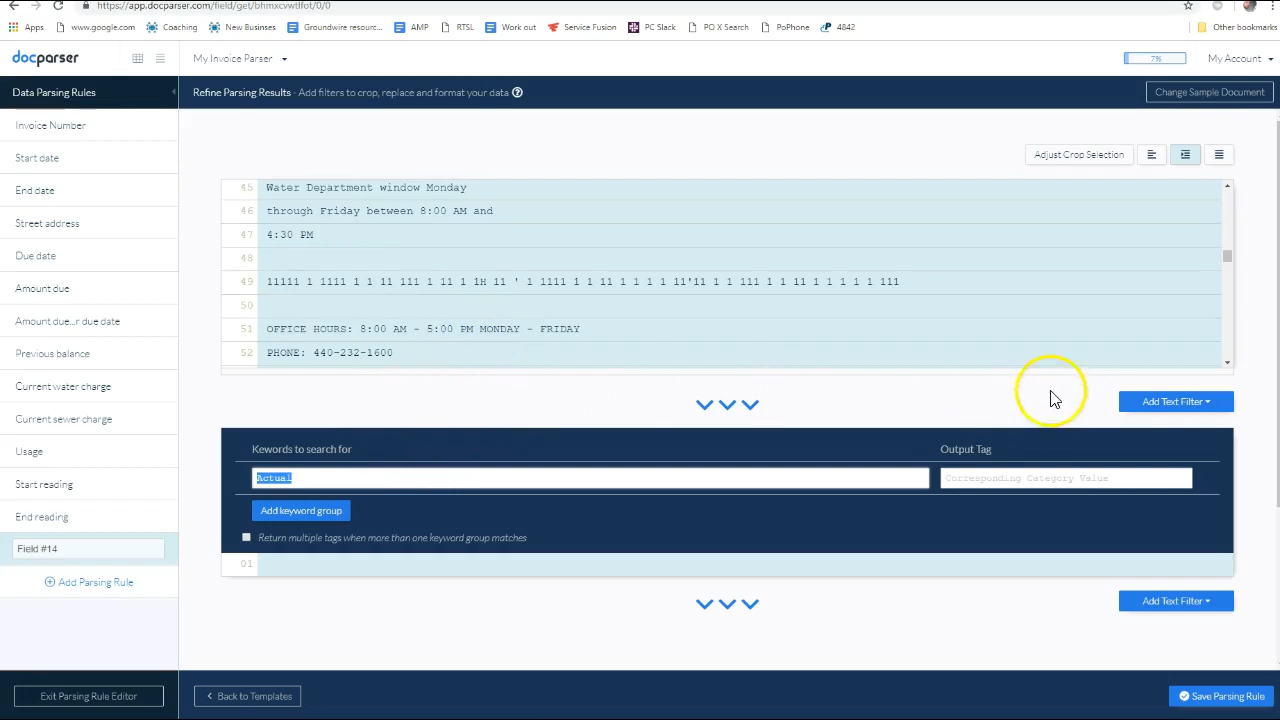 https://app.docparser.com/field/get/bhmxcvwtlfot/0/0
Apps www.google.com Coaching New Businses Groundwire resourc... AMP RTSL Work out Service Fusion PC Slack PO X Search PoPhone 4842 Other bookmarks
docparser My Invoice Parser 7% My Account
Data Parsing Rules Refine Parsing Results - Add filters to crop, replace and format your data Change Sample Document
Invoice Number
Start date
End date
Street address
Due date
Amount due
Amount due...r due date
Previous balance
Current water charge
Current sewer charge
Usage
Start reading
End reading
Field #14
Add Parsing Rule
Exit Parsing Rule Editor
Adjust Crop Selection
45 Water Department window Monday
46 through Friday between 8:00 AM and
47 4:30 PM
48
49 11111 1 1111 1 1 11 111 1 11 1 1H 11 ' 1 1111 1 1 11 1 1 1 1 11'11 1 1 111 1 1 11 1 1 1 1 1 111
50
51 OFFICE HOURS: 8:00 AM - 5:00 PM MONDAY - FRIDAY
52 PHONE: 440-232-1600
Add Text Filter
Kewords to search for Output Tag
Actual Corresponding Category Value
Add keyword group
Return multiple tags when more than one keyword group matches
01
Add Text Filter
Back to Templates Save Parsing Rule